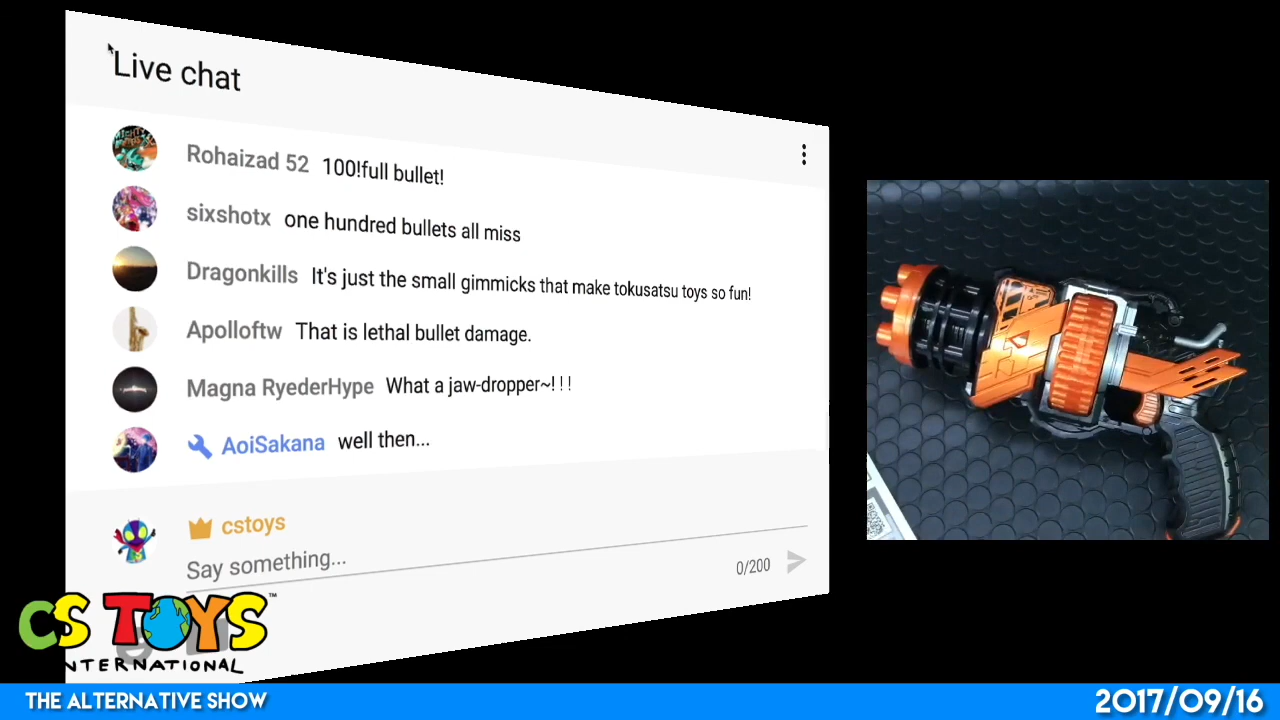 Live chat
Rohaizad 52 100!full bullet!
sixshotx one hundred bullets all miss
Dragonkills It's just the small gimmicks that make tokusatsu toys so fun!
Apolloftw That is lethal bullet damage.
Magna RyederHype What a jaw-dropper~!!!
AoiSakana well then...
cstoys
Say something...
0/200
CS TOYS™
INTERNATIONAL
THE ALTERNATIVE SHOW
2017/09/16